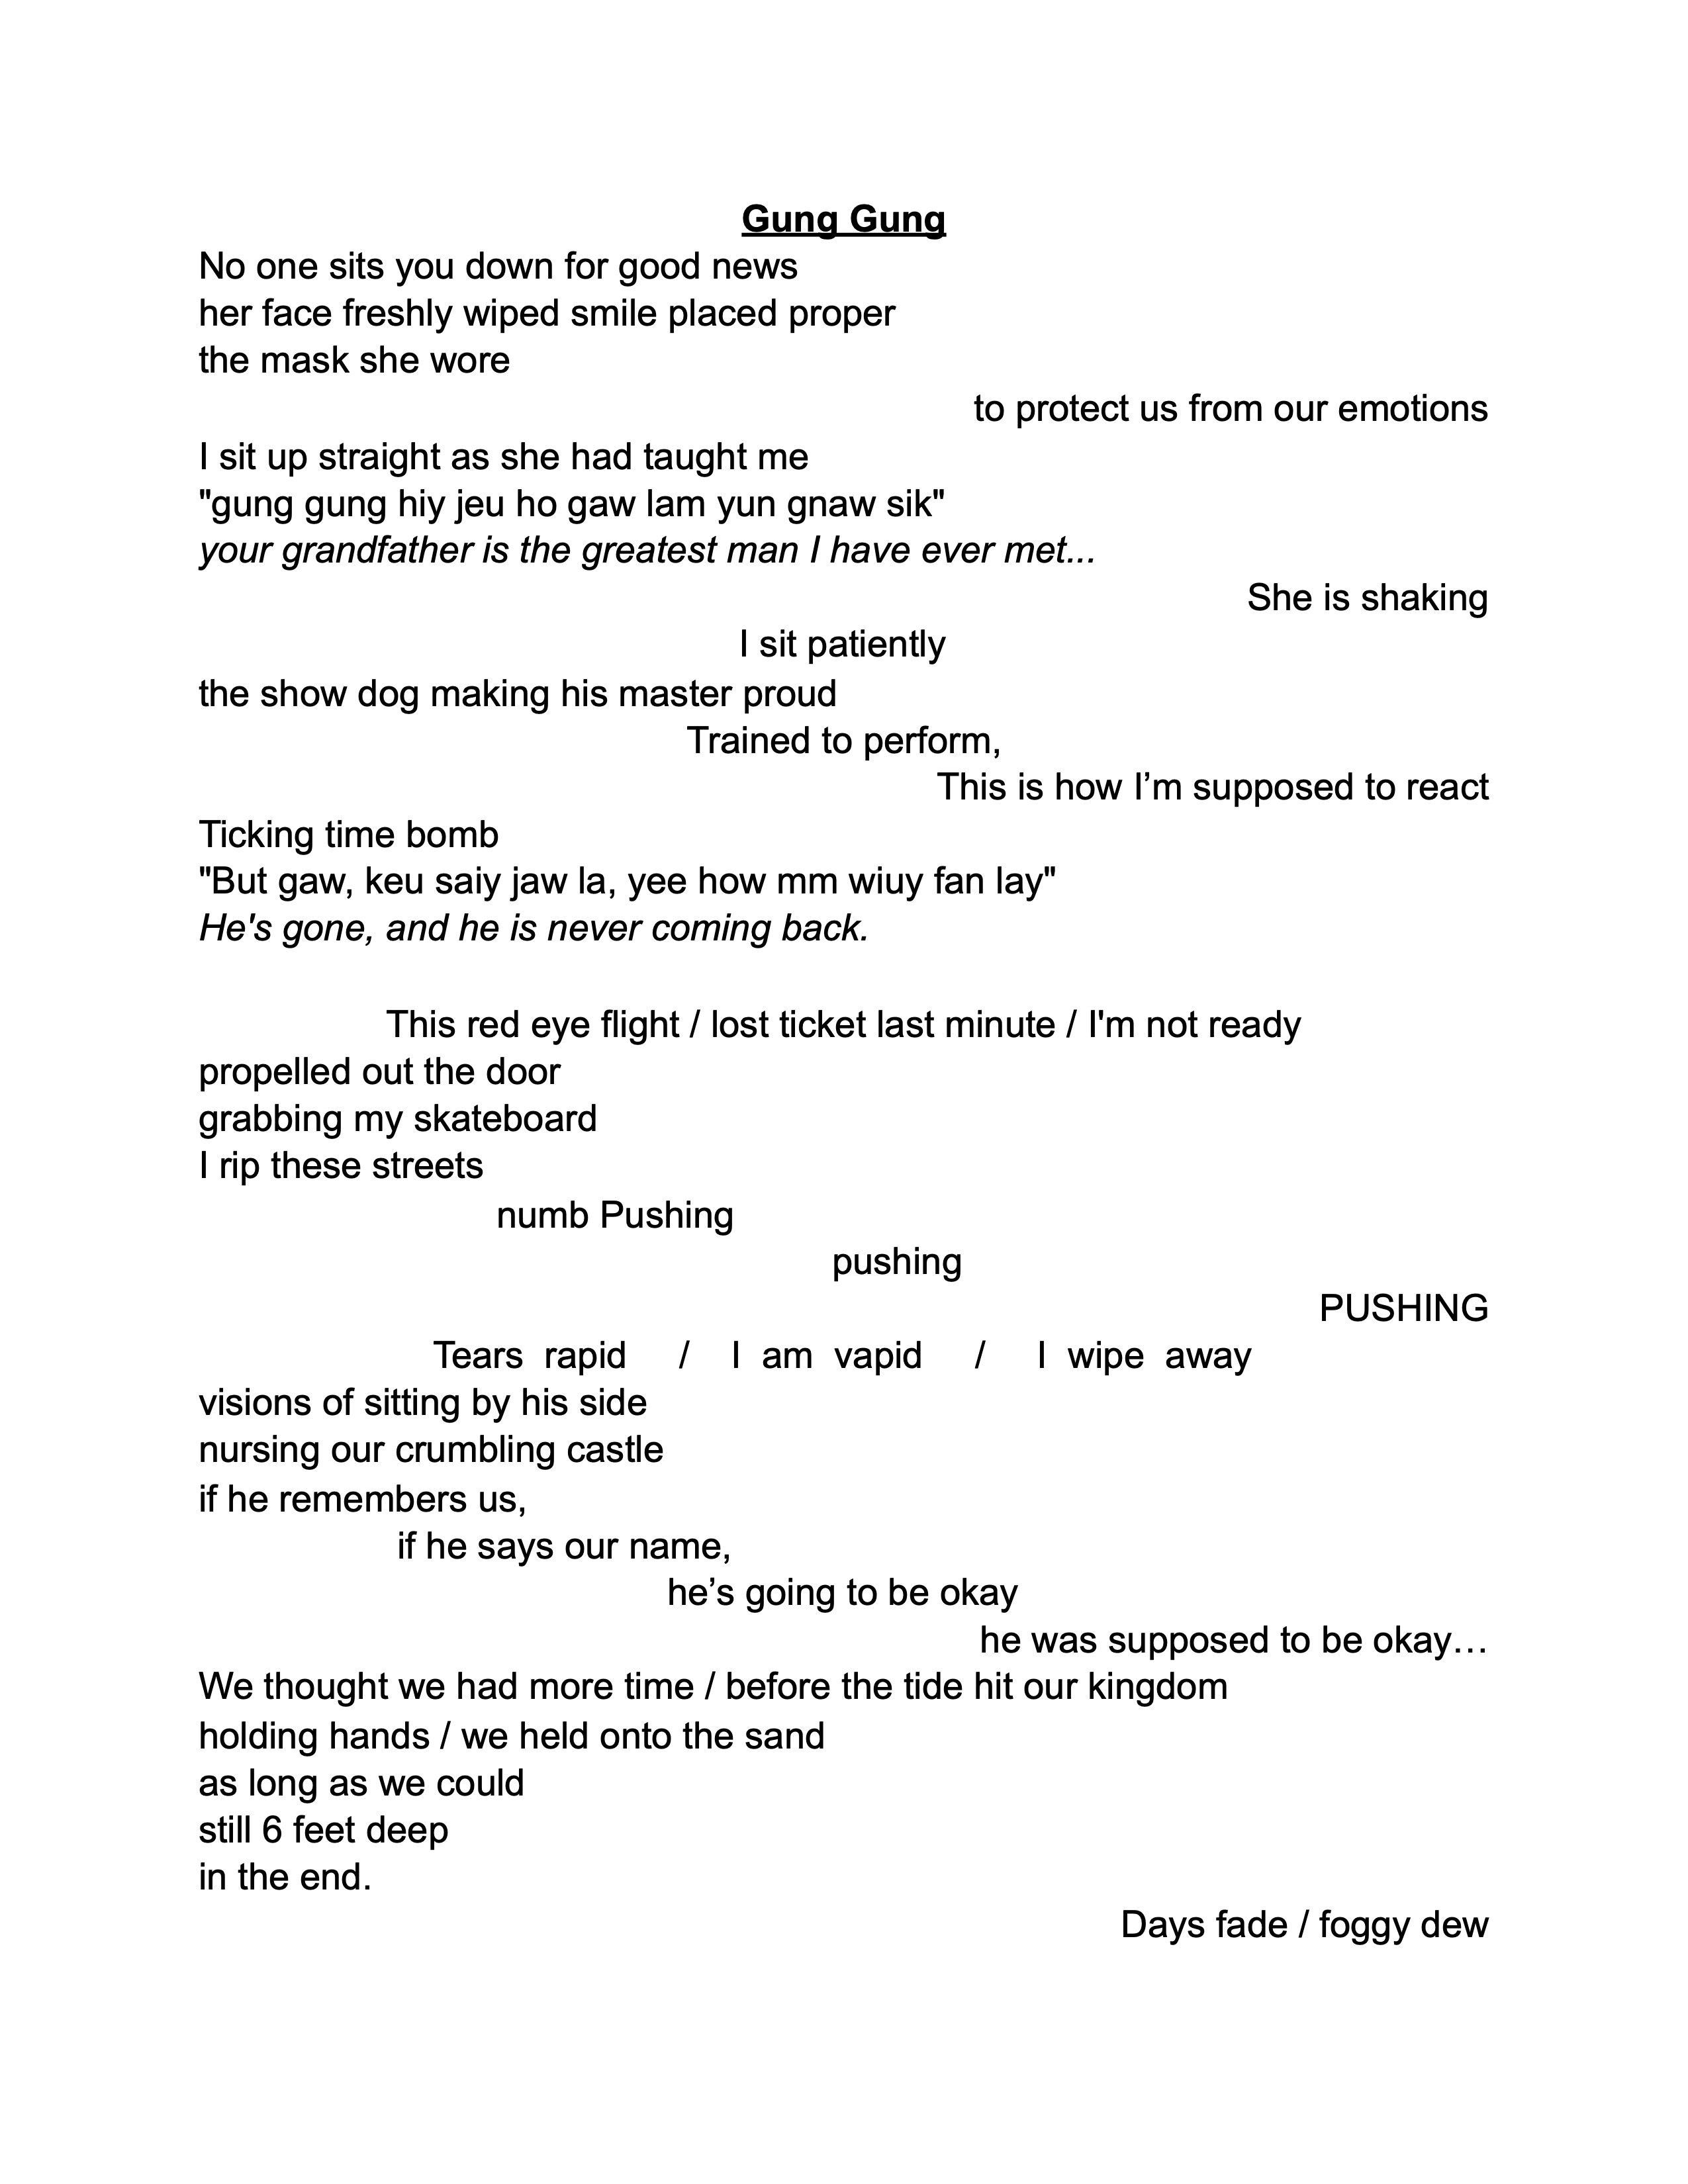 Gung Gung
No one sits you down for good news
her face freshly wiped smile placed proper
the mask she wore
to protect us from our emotions
I sit up straight as she had taught me
"gung gung hiy jeu ho gaw lam yun gnaw sik"
your grandfather is the greatest man I have ever met...
She is shaking
I sit patiently
the show dog making his master proud
Trained to perform,
This is how I’m supposed to react
Ticking time bomb
"But gaw, keu saiy jaw la, yee how mm wiuy fan lay"
He's gone, and he is never coming back.
This red eye flight / lost ticket last minute / I'm not ready
propelled out the door
grabbing my skateboard
I rip these streets
numb Pushing
pushing
PUSHING
Tears rapid / I am vapid / I wipe away
visions of sitting by his side
nursing our crumbling castle
if he remembers us,
if he says our name,
he’s going to be okay
he was supposed to be okay…
We thought we had more time / before the tide hit our kingdom
holding hands / we held onto the sand
as long as we could
still 6 feet deep
in the end.
Days fade / foggy dew